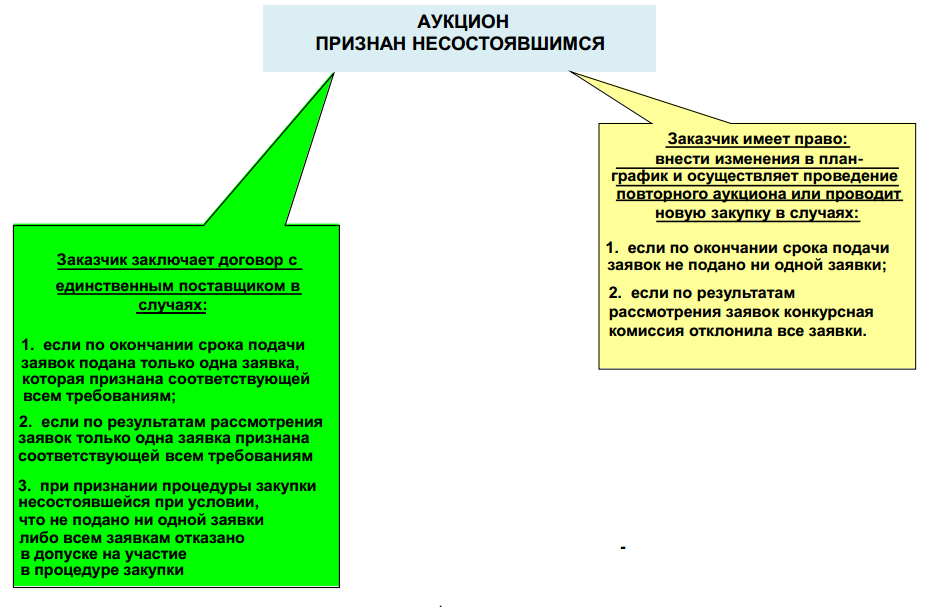 АУКЦИОН
ПРИЗНАН НЕСОСТОЯВШИМСЯ
Заказчик заключает договор с
единственным поставщиком в
случаях:
1. если по окончании срока подачи
заявок подана только одна заявка,
которая признана соответствующей
всем требованиям;
2. если по результатам рассмотрения
заявок только одна заявка признана
соответствующей всем требованиям
3. при признании процедуры закупки
несостоявшейся при условии,
что не подано ни одной заявки
либо всем заявкам отказано
в допуске на участие
в процедуре закупки
Заказчик имеет право:
внести изменения в план-
график и осуществляет проведение
повторного аукциона или проводит
новую закупку в случаях:
1. если по окончании срока подачи
заявок не подано ни одной заявки;
2. если по результатам
рассмотрения заявок конкурсная
комиссия отклонила все заявки.
-
.